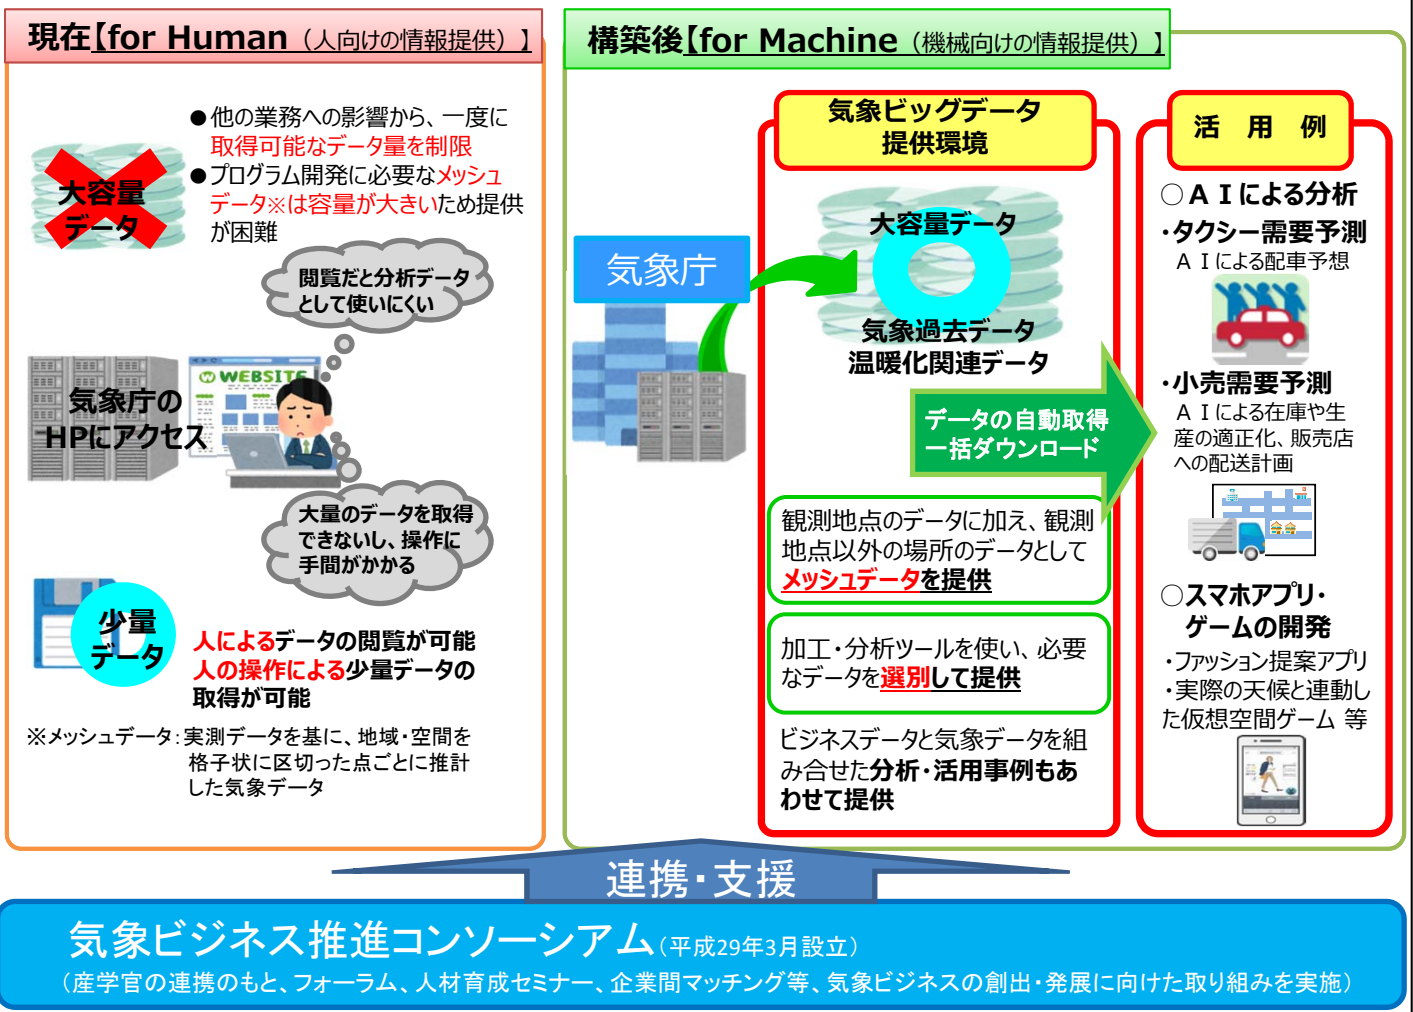 現在【for Human（人向けの情報提供）】
●他の業務への影響から、一度に
取得可能なデータ量を制限
●プログラム開発に必要なメッシュ
データ※は容量が大きいため提供
が困難
大容量
データ
閲覧だと分析データ
として使いにくい
WEBSITE
気象庁の
HPにアクセス
大量のデータを取得
できないし、操作に
手間がかかる
少量
データ
人によるデータの閲覧が可能
人の操作による少量データの
取得が可能
※メッシュデータ：実測データを基に、地域・空間を
格子状に区切った点ごとに推計
した気象データ
構築後【for Machine（機械向けの情報提供）】
気象庁
気象ビッグデータ
提供環境
大容量データ
気象過去データ
温暖化関連データ
データの自動取得
一括ダウンロード
観測地点のデータに加え、観測
地点以外の場所のデータとして
メッシュデータを提供
加工・分析ツールを使い、必要
なデータを選別して提供
ビジネスデータと気象データを組
み合せた分析・活用事例もあ
わせて提供
活　用　例
○ＡＩによる分析
・タクシー需要予測
ＡＩによる配車予想
・小売需要予測
ＡＩによる在庫や生
産の適正化、販売店
への配送計画
○スマホアプリ・
ゲームの開発
・ファッション提案アプリ
・実際の天候と連動し
た仮想空間ゲーム 等
連携・支援
気象ビジネス推進コンソーシアム（平成29年3月設立）
（産学官の連携のもと、フォーラム、人材育成セミナー、企業間マッチング等、気象ビジネスの創出・発展に向けた取り組みを実施）